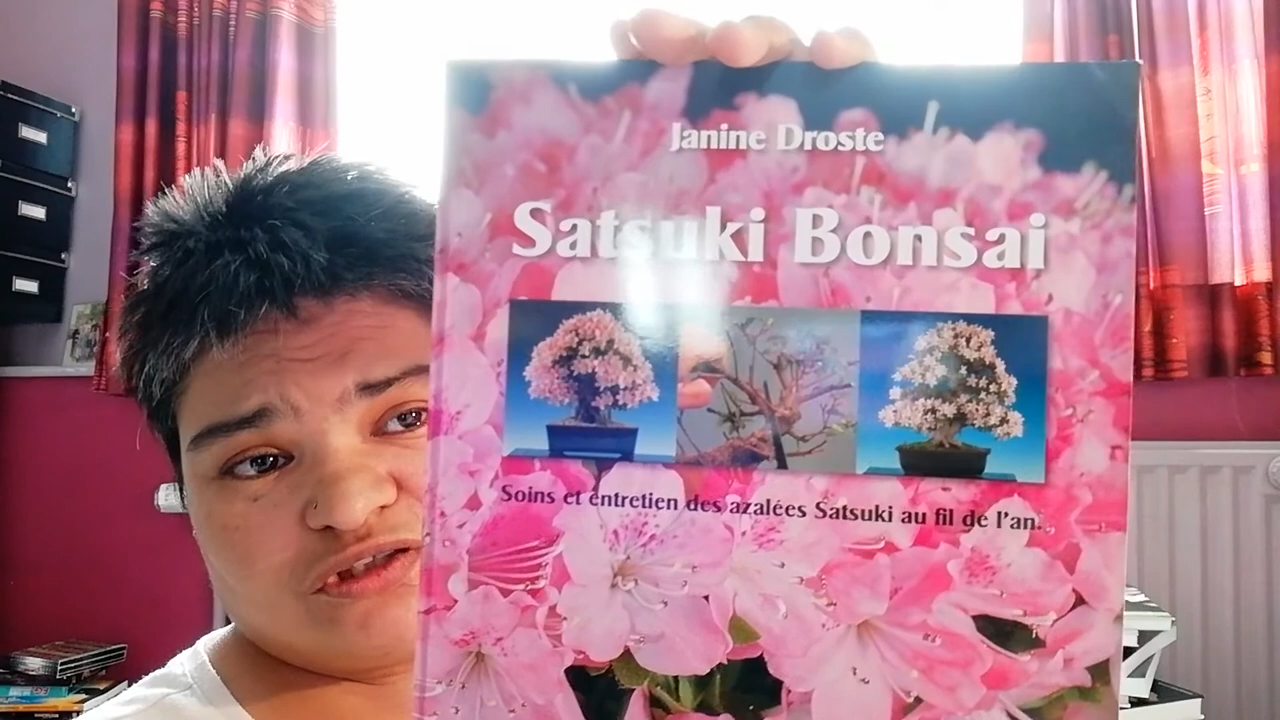 Janine Droste
Satsuki Bonsai
Soins et entretien des azalées Satsuki au fil de l'an.